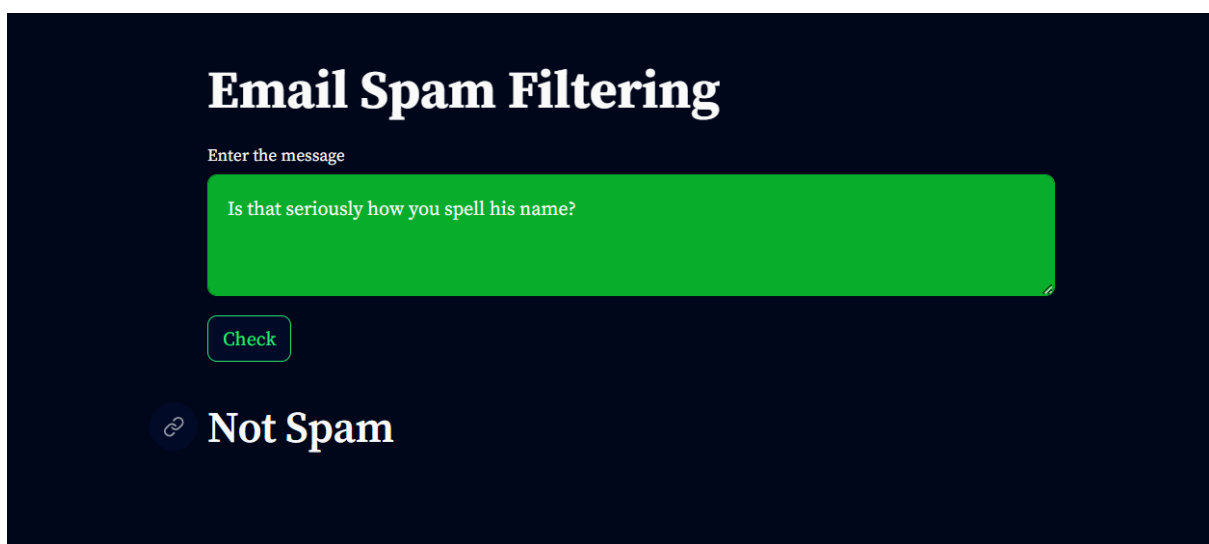 Email Spam Filtering
Enter the message
Is that seriously how you spell his name?
Check
Not Spam